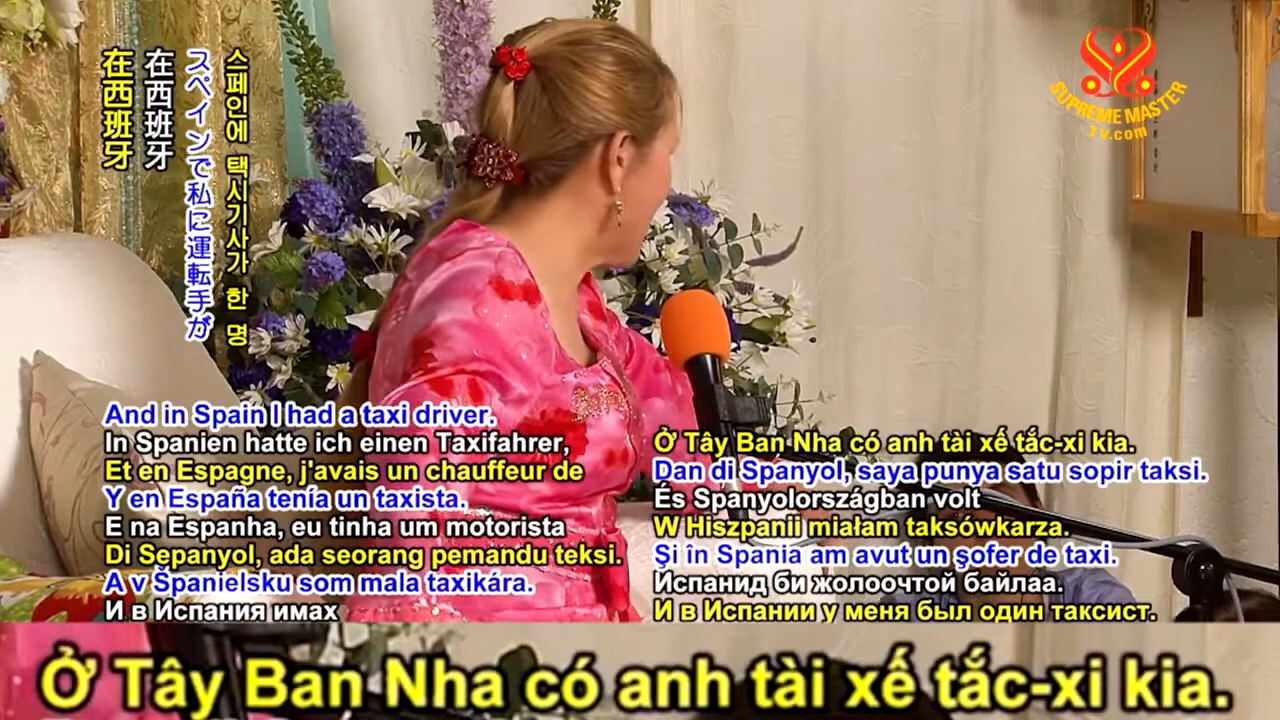 在西班牙
在西班牙
スペインで私に運転手が
스페인에 택시기사가 한 명
SUPREME MASTER
TV.com
And in Spain I had a taxi driver.
In Spanien hatte ich einen Taxifahrer,
Et en Espagne, j'avais un chauffeur de
Y en España tenía un taxista,
E na Espanha, eu tinha um motorista
Di Sepanyol, ada seorang pemandu teksi.
A v Španielsku som mala taxikára.
И в Испания имах
Ở Tây Ban Nha có anh tài xế tắc-xi kia.
Dan di Spanyol, saya punya satu sopir taksi.
És Spanyolországban volt
W Hiszpanii miałam taksówkarza.
Şi în Spania am avut un şofer de taxi.
Испанид би жолоочтой байлаа.
И в Испании у меня был один таксист.
Ở Tây Ban Nha có anh tài xế tắc-xi kia.